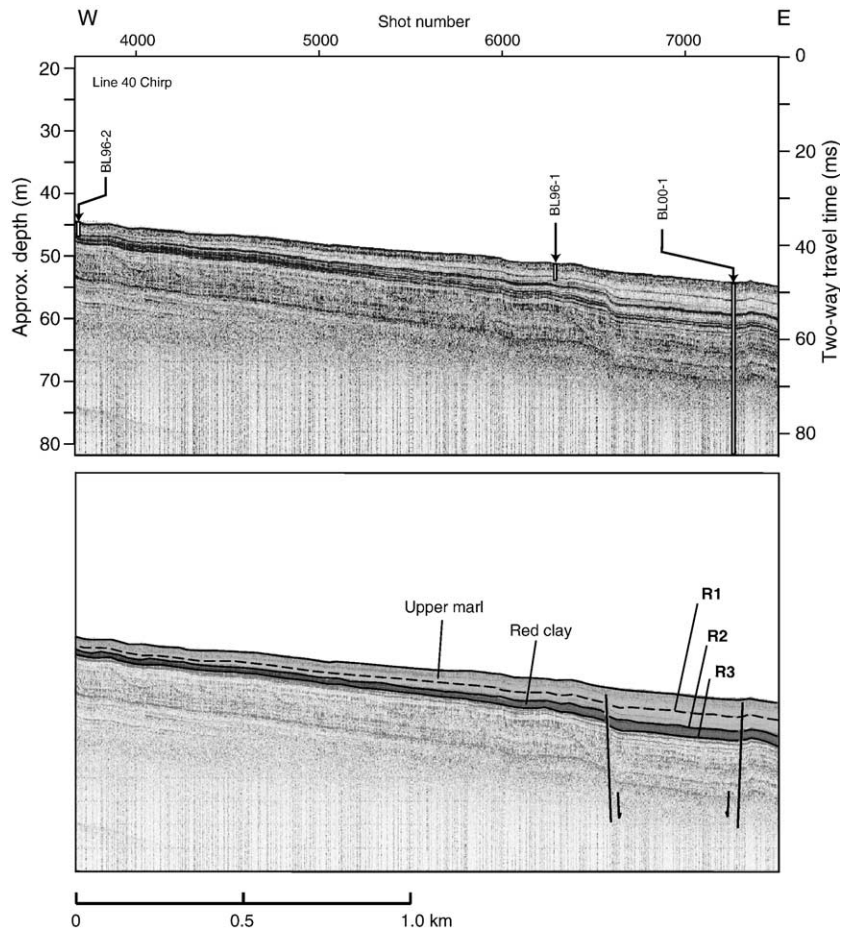 W
Shot number
E
4000
5000
6000
7000
Line 40 Chirp
Approx. depth (m)
20
30
40
50
60
70
80
Two-way travel time (ms)
0
20
40
60
80
BL96-2
BL96-1
BL00-1
Upper marl
Red clay
R1
R2
R3
0
0.5
1.0 km